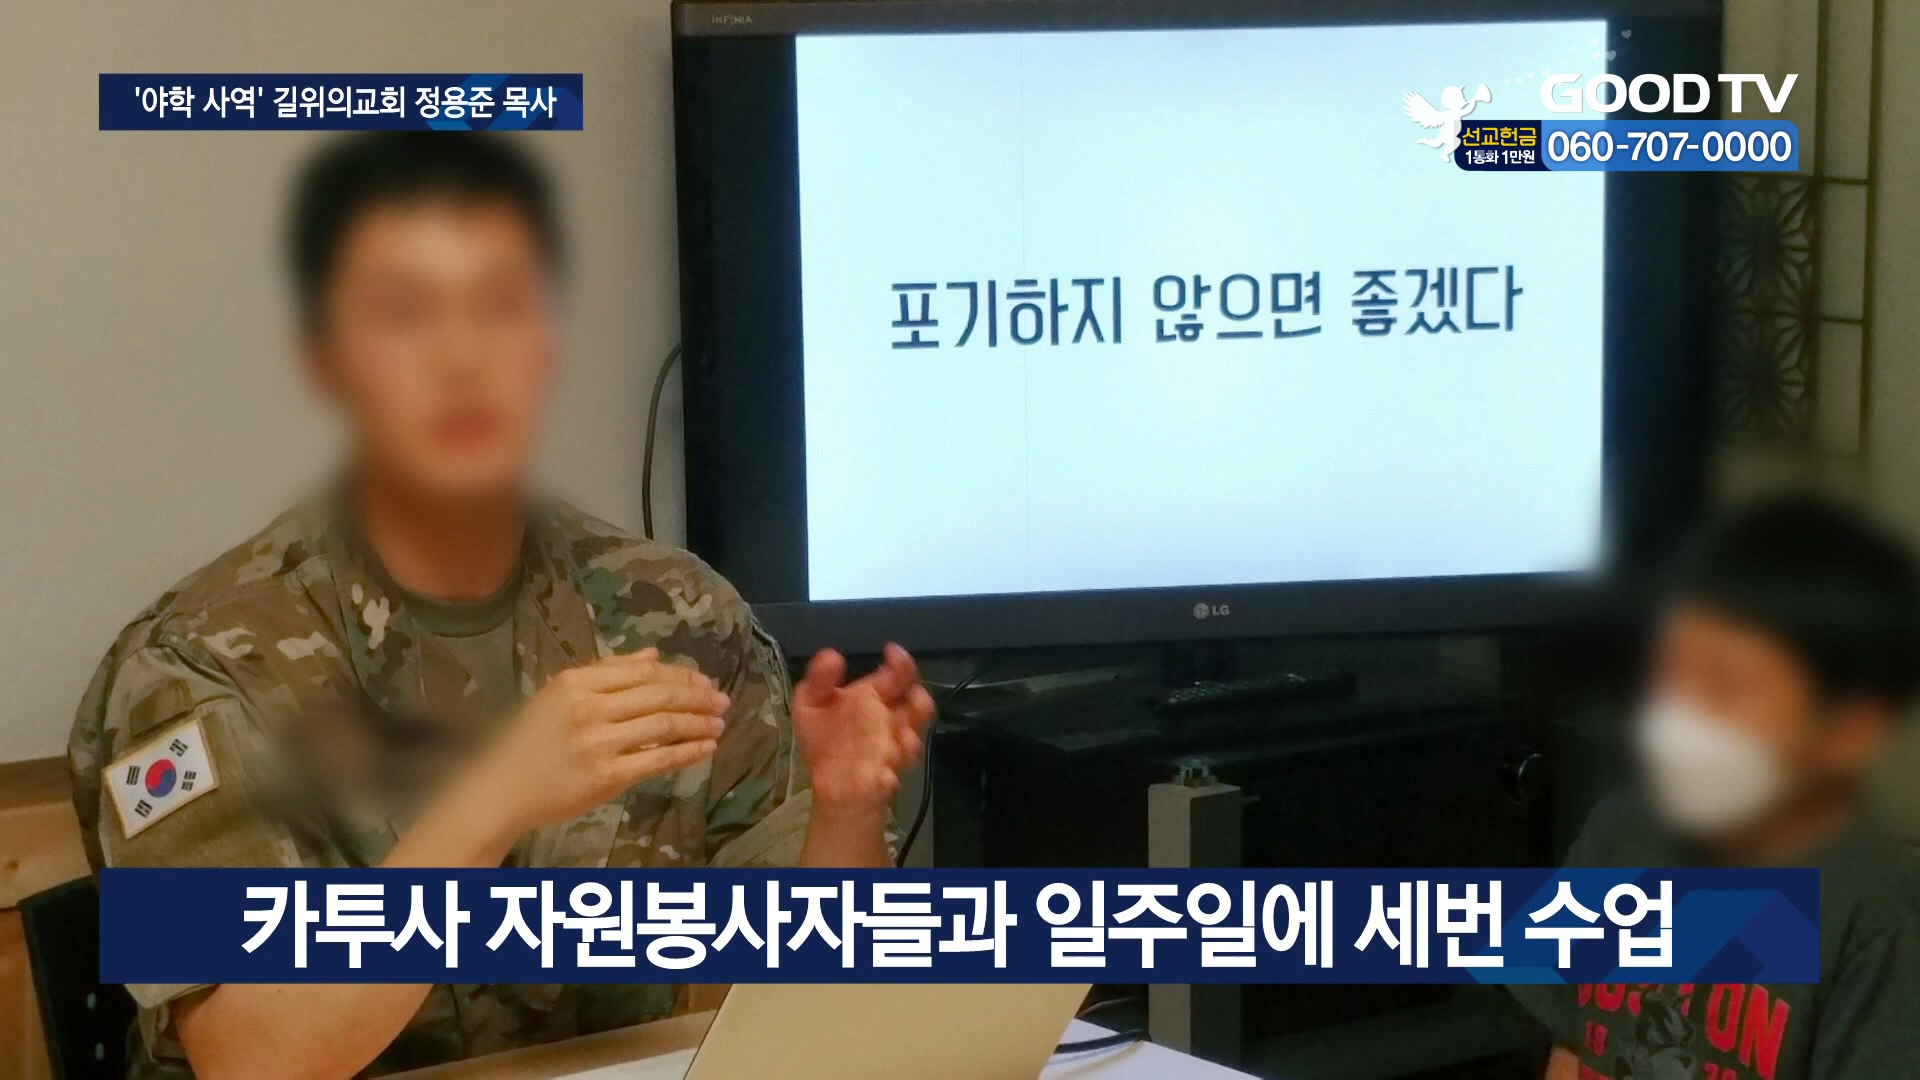 INFINIA
'야학 사역' 길위의교회 정용준 목사
GOODTV
선교헌금
1통화 1만원
060-707-0000
포기하지 않으면 좋겠다
LG
카투사 자원봉사자들과 일주일에 세번 수업